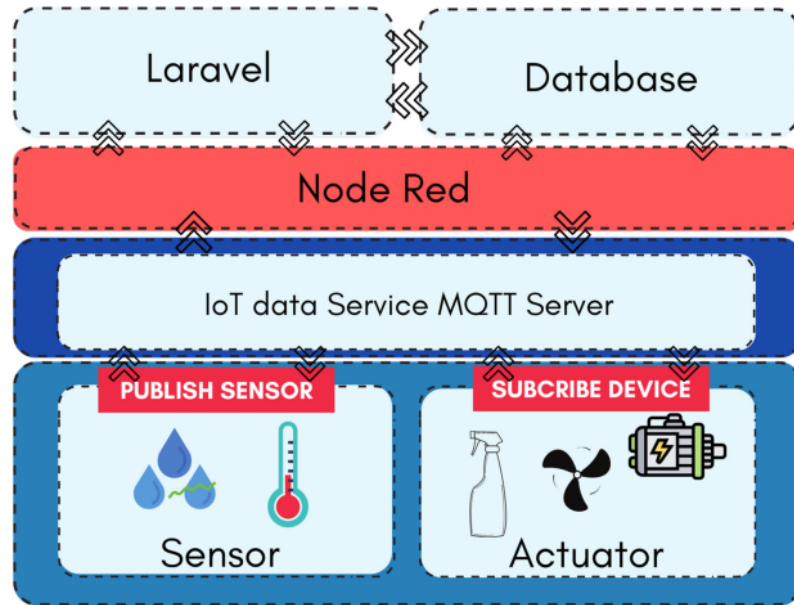 Laravel
Database
Node Red
IoT data Service MQTT Server
PUBLISH SENSOR
SUBCRIBE DEVICE
Sensor
Actuator